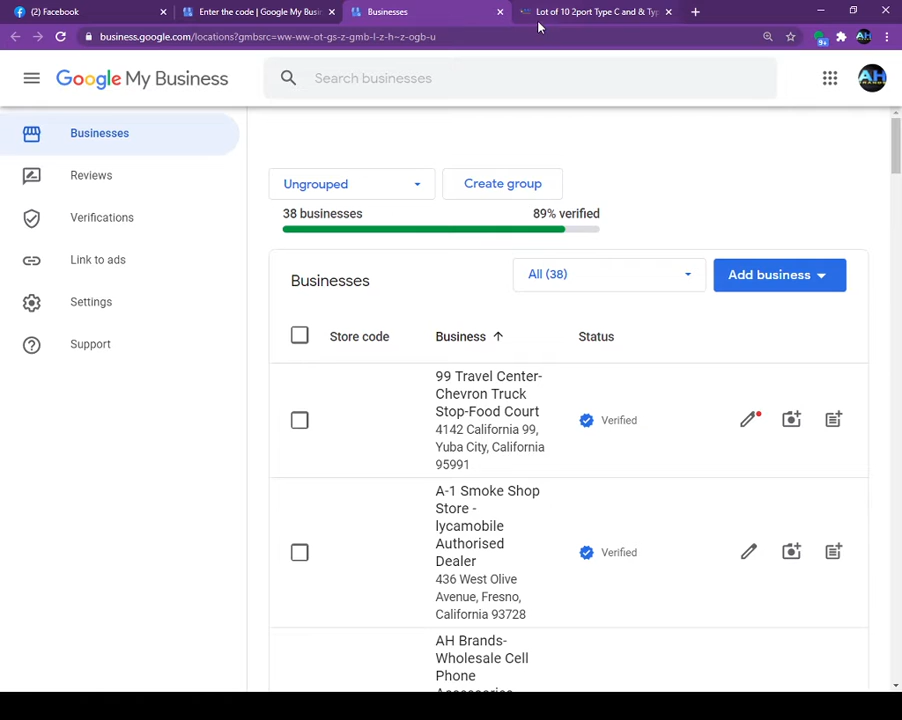 (2) Facebook
Enter the code | Google My Busi
Businesses
Lot of 10 2port Type C and & Typ
business.google.com/locations?gmbsrc=ww-ww-ot-gs-z-gmb-l-z-h~z-ogb-u
9+
Google My Business
Search businesses
AH
Businesses
Reviews
Verifications
Link to ads
Settings
Support
Ungrouped
Create group
38 businesses
89% verified
Businesses
All (38)
Add business
Store code
Business
Status
99 Travel Center-
Chevron Truck
Stop-Food Court
4142 California 99,
Yuba City, California
95991
Verified
A-1 Smoke Shop
Store -
lycamobile
Authorised
Dealer
436 West Olive
Avenue, Fresno,
California 93728
Verified
AH Brands-
Wholesale Cell
Phone
Accessories